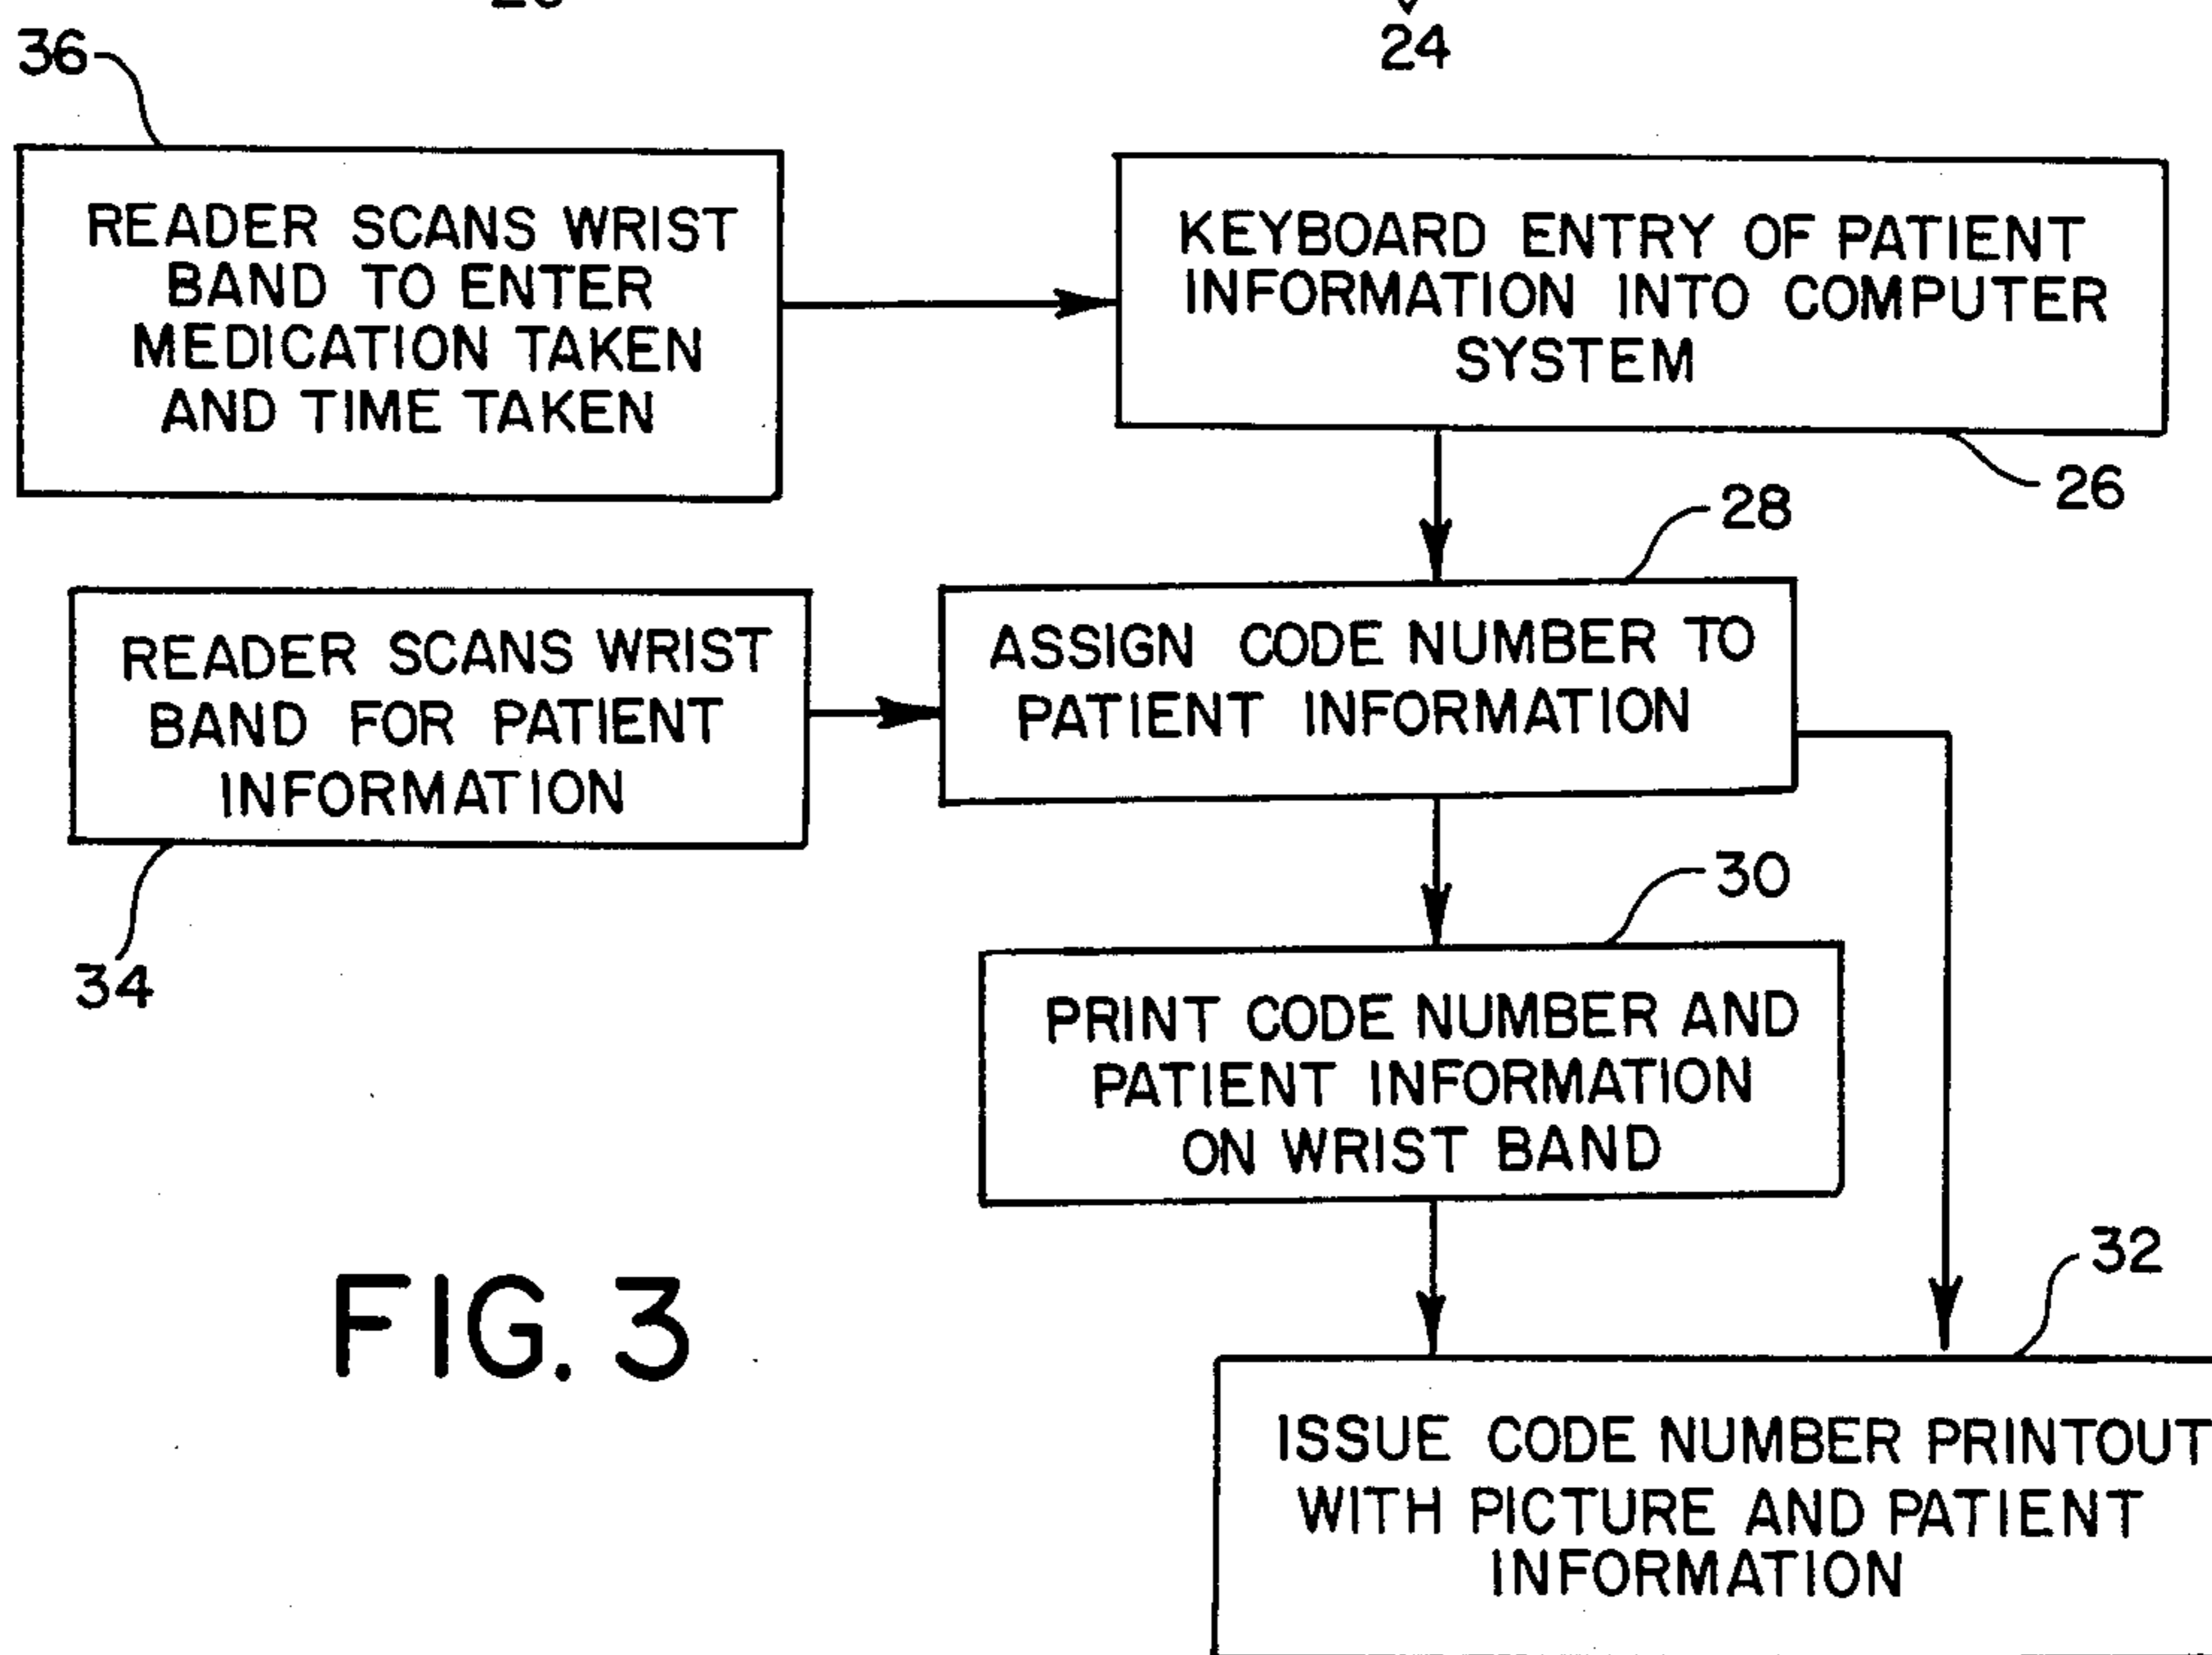 24
36
READER SCANS WRIST
BAND TO ENTER
MEDICATION TAKEN
AND TIME TAKEN
KEYBOARD ENTRY OF PATIENT
INFORMATION INTO COMPUTER
SYSTEM
26
28
READER SCANS WRIST
BAND FOR PATIENT
INFORMATION
34
ASSIGN CODE NUMBER TO
PATIENT INFORMATION
30
PRINT CODE NUMBER AND
PATIENT INFORMATION
ON WRIST BAND
32
FIG. 3
ISSUE CODE NUMBER PRINTOUT
WITH PICTURE AND PATIENT
INFORMATION